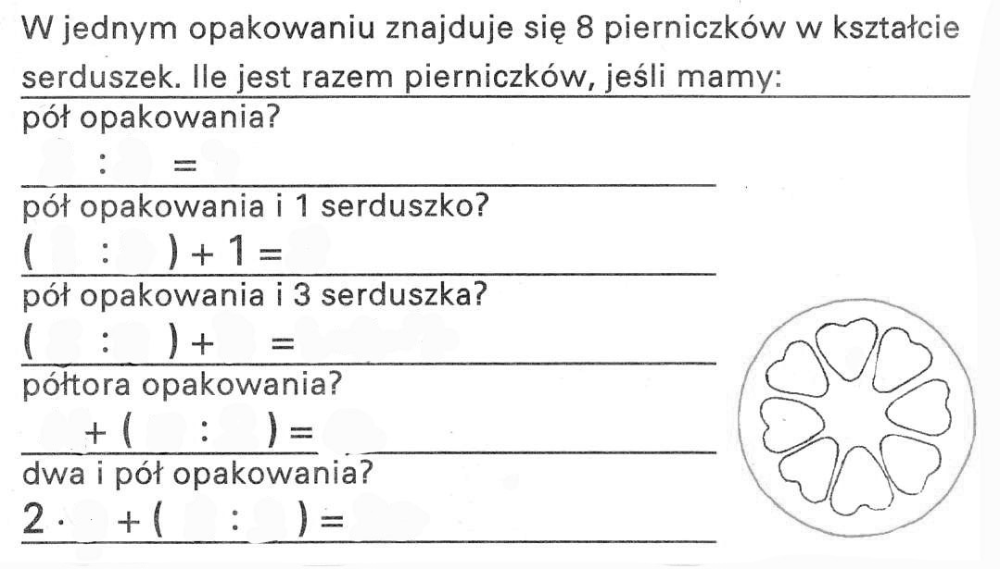 W jednym opakowaniu znajduje się 8 pierniczków w kształcie
serduszek. Ile jest razem pierniczków, jeśli mamy:
pół opakowania?
: =
pół opakowania i 1 serduszko?
( : ) + 1 =
pół opakowania i 3 serduszka?
( : ) + =
półtora opakowania?
+ ( : ) =
dwa i pół opakowania?
2 · + ( : ) =